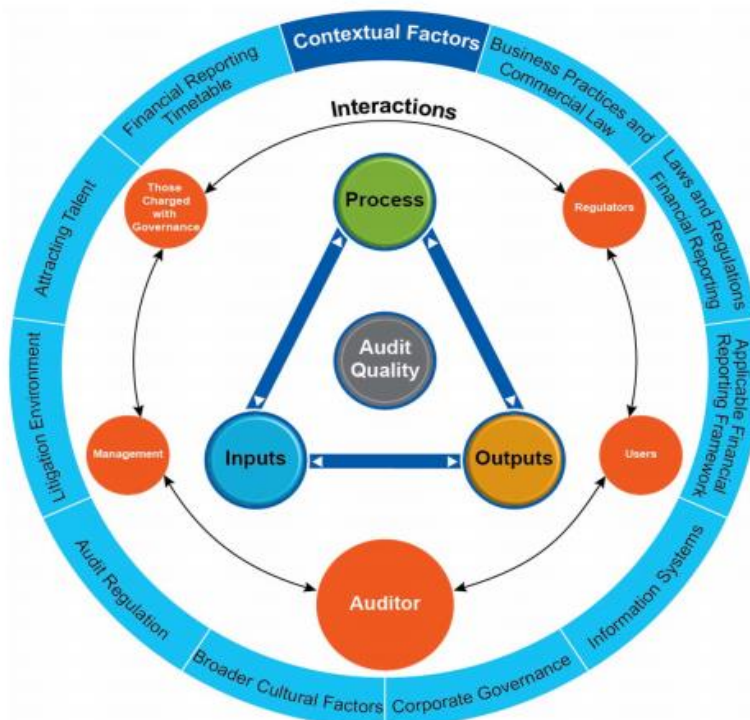 Contextual Factors
Business Practices and
Commercial Law
Laws and Regulations
Financial Reporting
Applicable Financial
Reporting Framework
Information Systems
Corporate Governance
Broader Cultural Factors
Audit Regulation
Litigation Environment
Attracting Talent
Financial Reporting
Timetable
Interactions
Those
Charged
with
Governance
Regulators
Management
Users
Auditor
Process
Audit
Quality
Inputs
Outputs